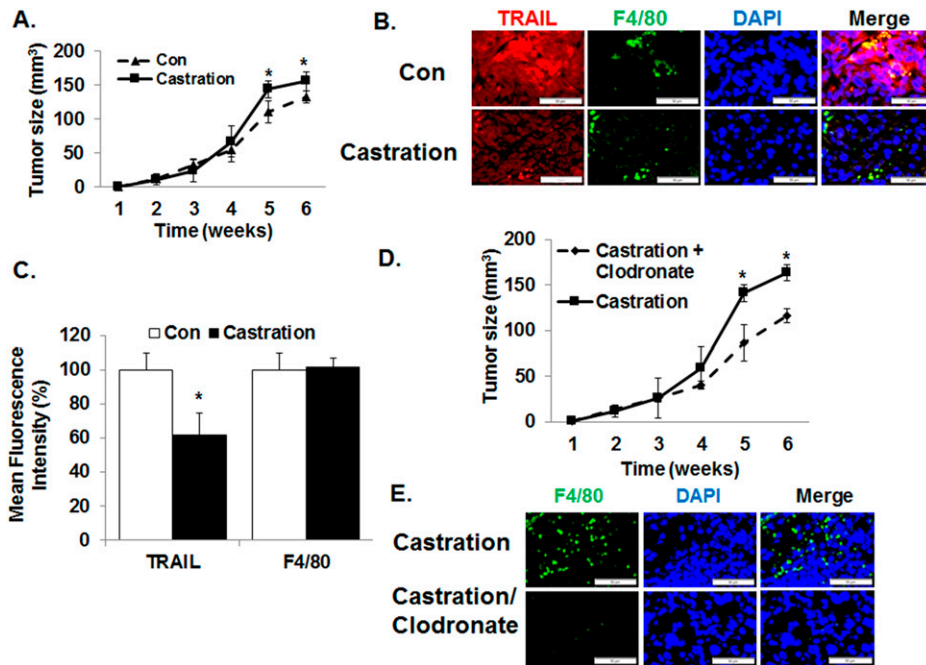 A.
Tumor size (mm³)
200
150
100
50
0
Con
Castration
*
*
1 2 3 4 5 6
Time (weeks)
B.
TRAIL F4/80 DAPI Merge
Con
Castration
C.
Mean Fluorescence
Intensity (%)
120
100
80
60
40
20
0
Con Castration
*
TRAIL F4/80
D.
Tumor size (mm³)
200
150
100
50
0
Castration +
Clodronate
Castration
*
*
1 2 3 4 5 6
Time (weeks)
E.
F4/80 DAPI Merge
Castration
Castration/
Clodronate